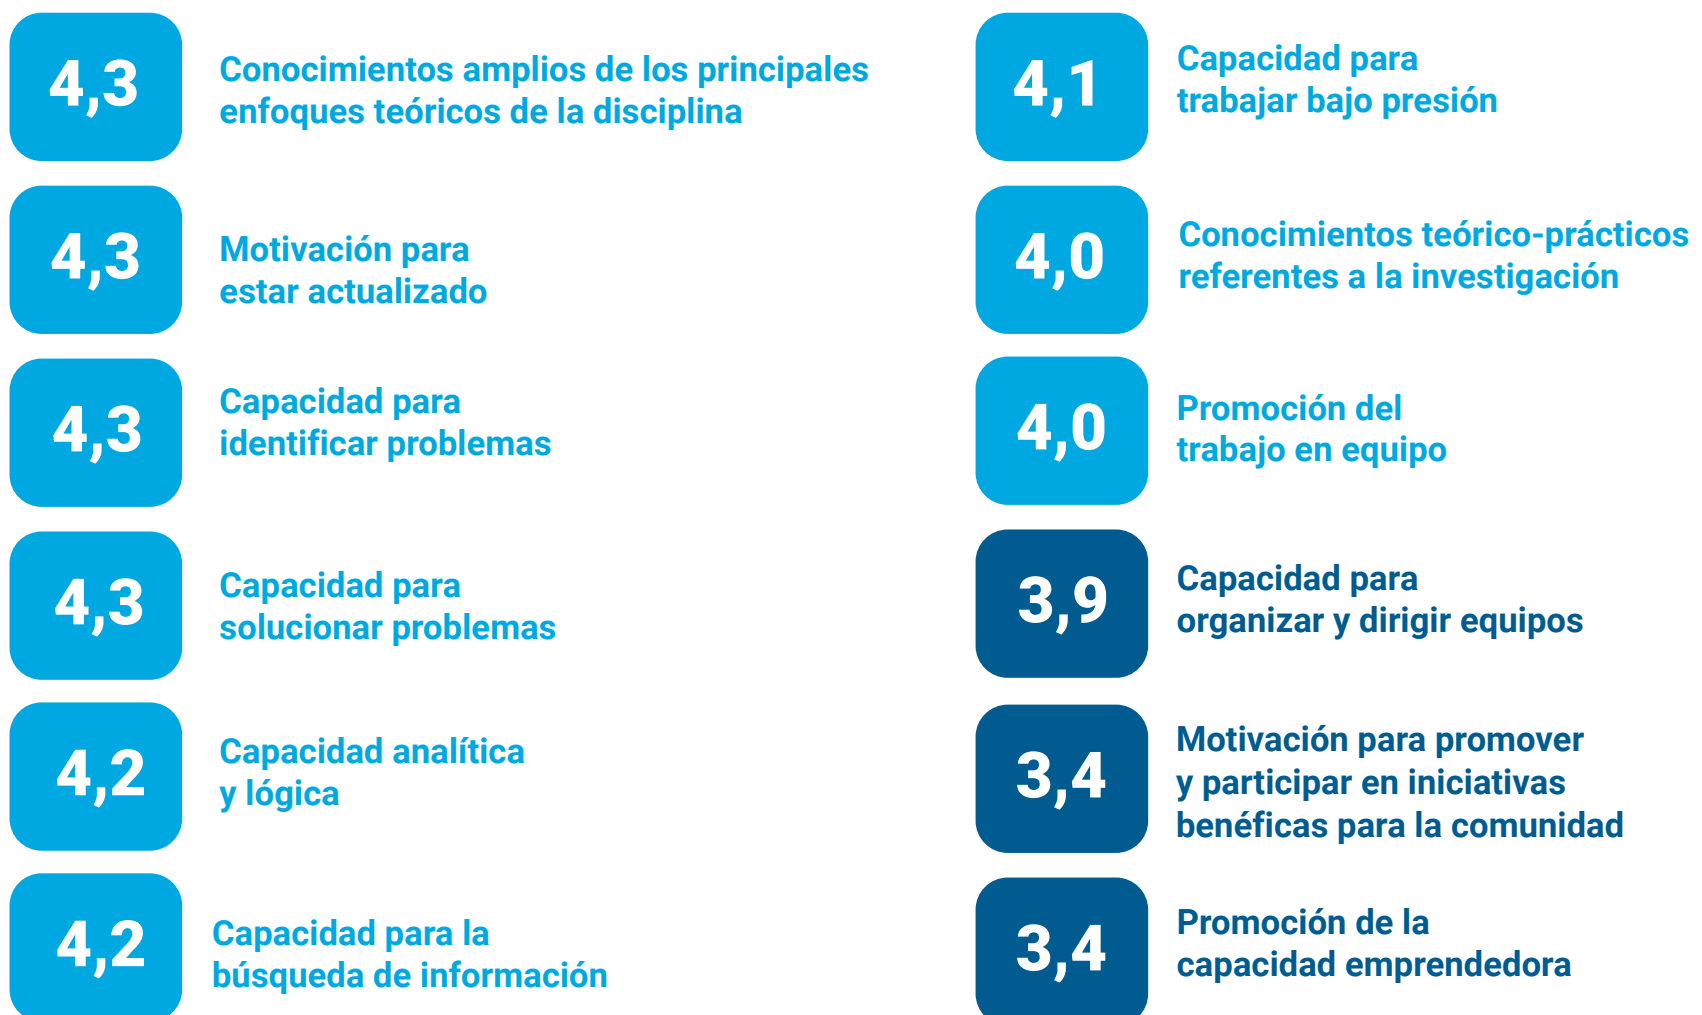 4,3
Conocimientos amplios de los principales
enfoques teóricos de la disciplina
4,3
Motivación para
estar actualizado
4,3
Capacidad para
identificar problemas
4,3
Capacidad para
solucionar problemas
4,2
Capacidad analítica
y lógica
4,2
Capacidad para la
búsqueda de información
4,1
Capacidad para
trabajar bajo presión
4,0
Conocimientos teórico-prácticos
referentes a la investigación
4,0
Promoción del
trabajo en equipo
3,9
Capacidad para
organizar y dirigir equipos
3,4
Motivación para promover
y participar en iniciativas
benéficas para la comunidad
3,4
Promoción de la
capacidad emprendedora